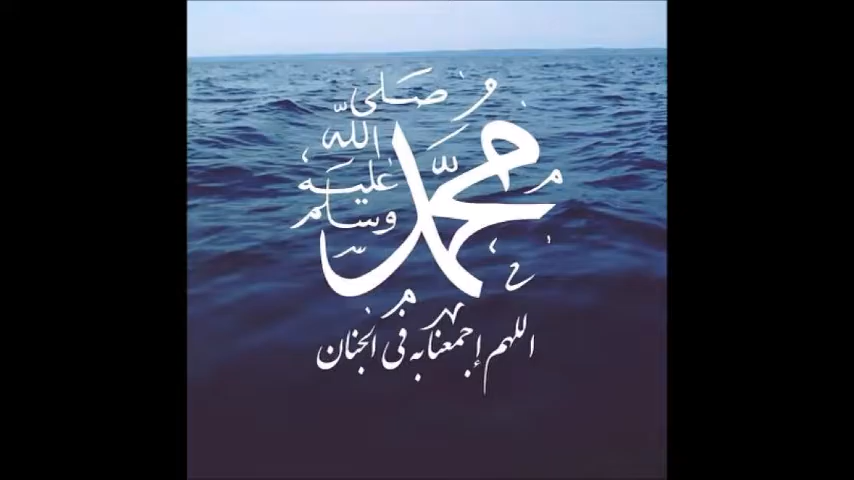 محمد
صلى
الله
عليه
وسلم
اللهم إجمعنا به في الجنان